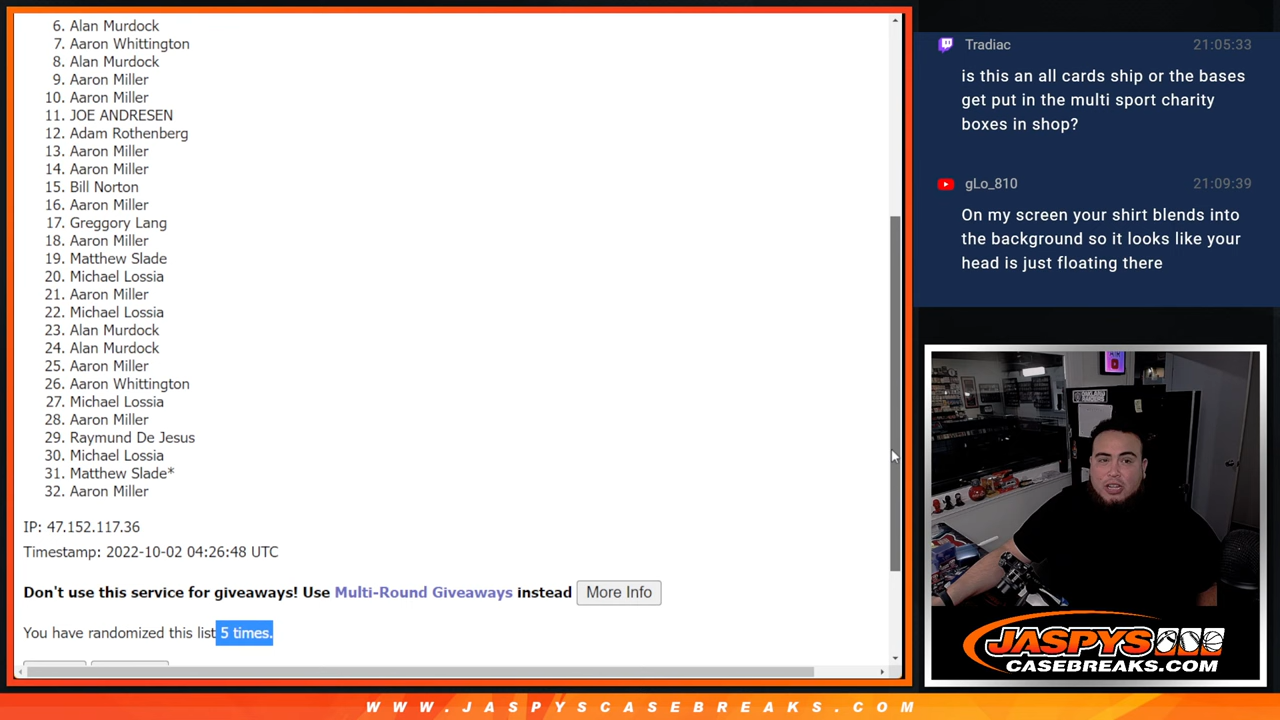 6. Alan Murdock
7. Aaron Whittington
8. Alan Murdock
9. Aaron Miller
10. Aaron Miller
11. JOE ANDRESEN
12. Adam Rothenberg
13. Aaron Miller
14. Aaron Miller
15. Bill Norton
16. Aaron Miller
17. Greggory Lang
18. Aaron Miller
19. Matthew Slade
20. Michael Lossia
21. Aaron Miller
22. Michael Lossia
23. Alan Murdock
24. Alan Murdock
25. Aaron Miller
26. Aaron Whittington
27. Michael Lossia
28. Aaron Miller
29. Raymund De Jesus
30. Michael Lossia
31. Matthew Slade*
32. Aaron Miller
IP: 47.152.117.36
Timestamp: 2022-10-02 04:26:48 UTC
Don't use this service for giveaways! Use Multi-Round Giveaways instead More Info
You have randomized this list 5 times.
Tradiac 21:05:33
is this an all cards ship or the bases
get put in the multi sport charity
boxes in shop?
gLo_810 21:09:39
On my screen your shirt blends into
the background so it looks like your
head is just floating there
JASPYS
CASEBREAKS.COM
WWW.JASPYSCASEBREAKS.COM